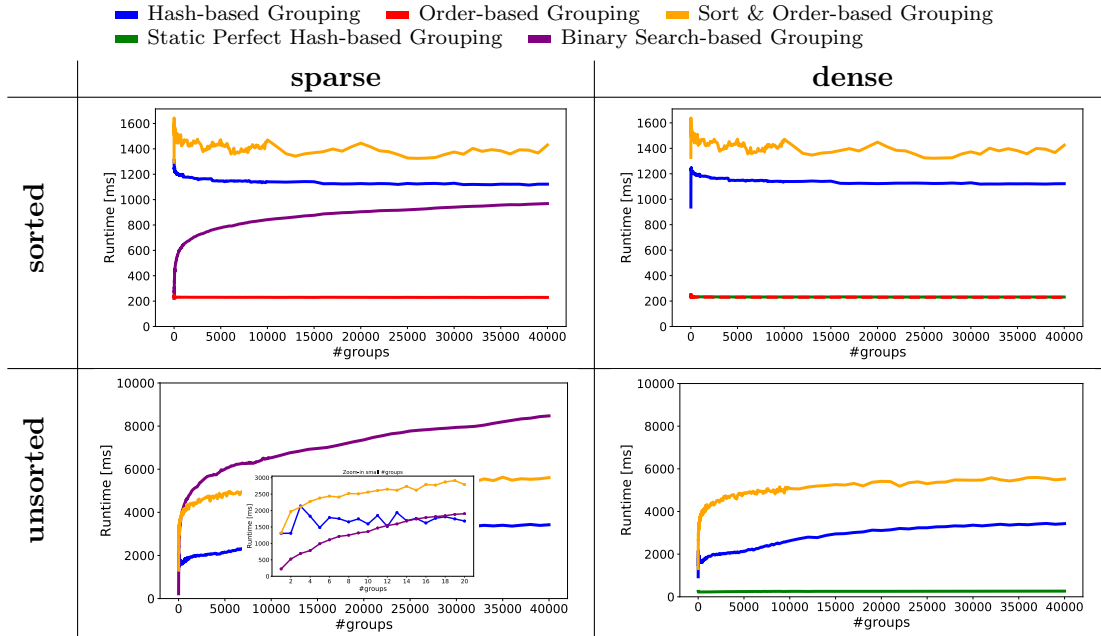 Hash-based Grouping Order-based Grouping Sort & Order-based Grouping
Static Perfect Hash-based Grouping Binary Search-based Grouping
sparse dense
sorted
Runtime [ms]
1600
1400
1200
1000
800
600
400
200
0
0 5000 10000 15000 20000 25000 30000 35000 40000
#groups
Runtime [ms]
1600
1400
1200
1000
800
600
400
200
0
0 5000 10000 15000 20000 25000 30000 35000 40000
#groups
unsorted
Runtime [ms]
10000
8000
6000
4000
2000
0
0 5000 10000 15000 20000 25000 30000 35000 40000
#groups
Zoom-in small #groups
Runtime [ms]
3000
2500
2000
1500
1000
500
0
2 4 6 8 10 12 14 16 18 20
#groups
Runtime [ms]
10000
8000
6000
4000
2000
0
0 5000 10000 15000 20000 25000 30000 35000 40000
#groups